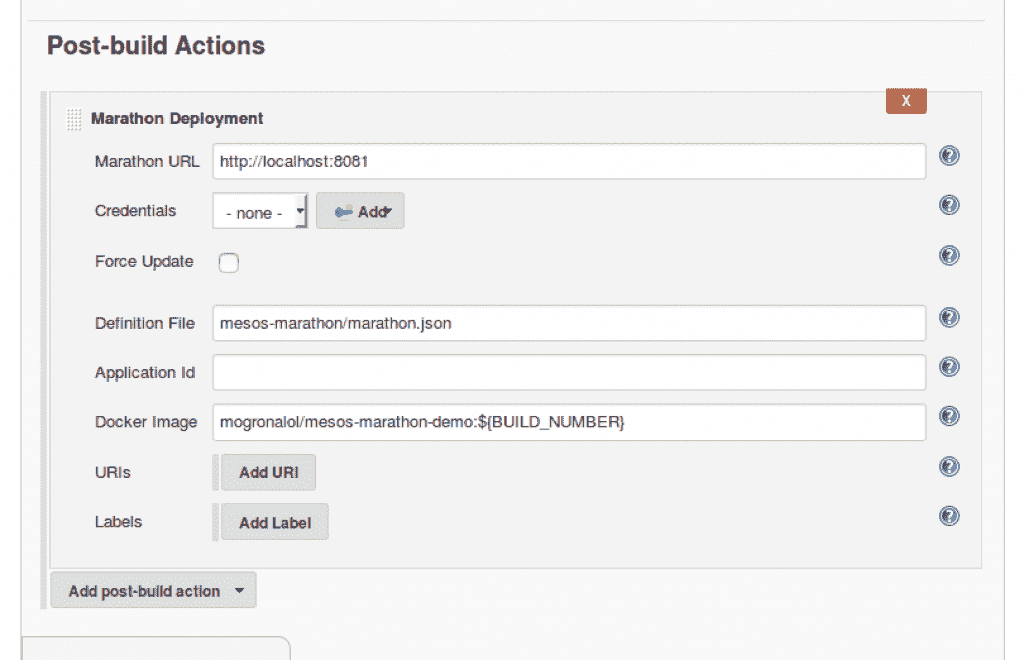 Post-build Actions
X
Marathon Deployment
Marathon URL http://localhost:8081
Credentials - none - Add
Force Update
Definition File mesos-marathon/marathon.json
Application Id
Docker Image mogronalol/mesos-marathon-demo:${BUILD_NUMBER}
URIs Add URI
Labels Add Label
Add post-build action